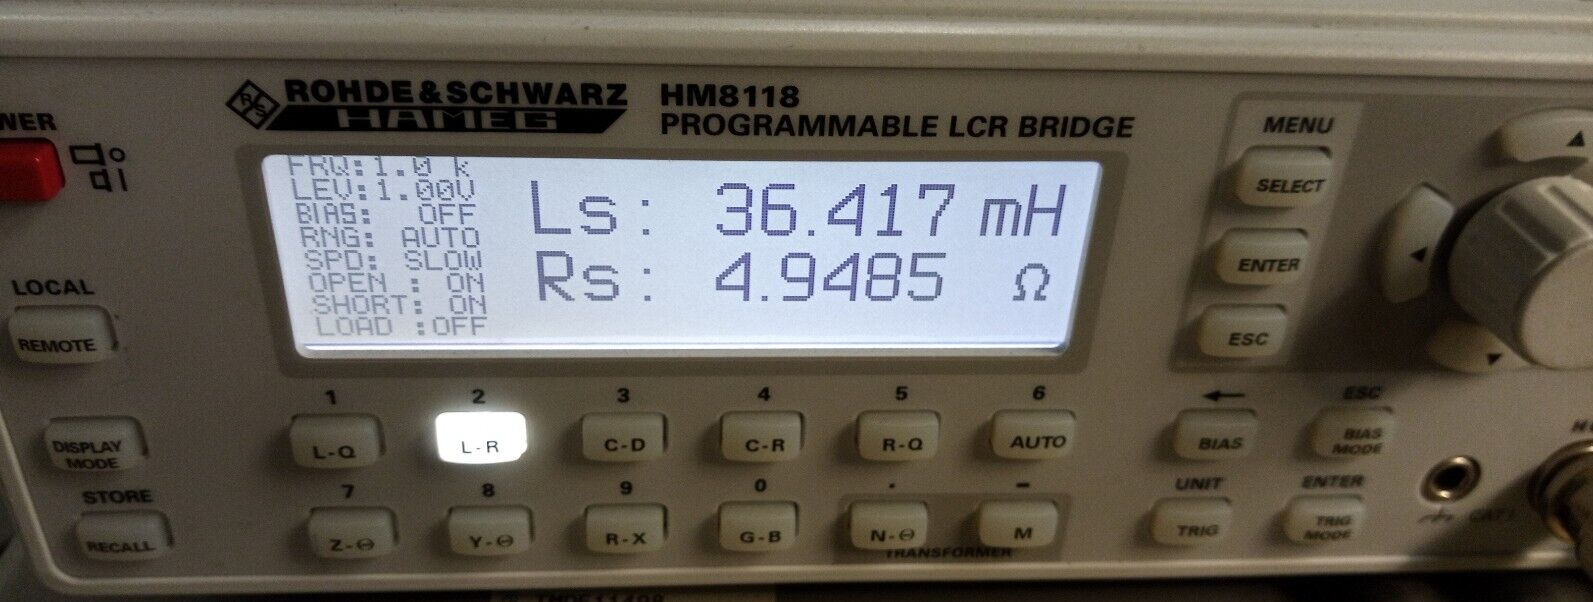 ROHDE & SCHWARZ
HAMEG
HM8118
PROGRAMMABLE LCR BRIDGE
FRQ:1.0 k
LEV:1.00V
BIAS: OFF
RNG: AUTO
SPD: SLOW
OPEN : ON
SHORT: ON
LOAD :OFF
Ls: 36.417 mH
Rs: 4.9485 Ω
MENU
SELECT
ENTER
ESC
LOCAL
REMOTE
DISPLAY
MODE
STORE
RECALL
1 2 3 4 5 6
L-Q L-R C-D C-R R-Q AUTO
7 8 9 0 . -
Z-Θ Y-Θ R-X G-B N-Θ M
TRANSFORMER
← ESC
BIAS
BIAS
MODE
UNIT ENTER
TRIG
TRIG
MODE